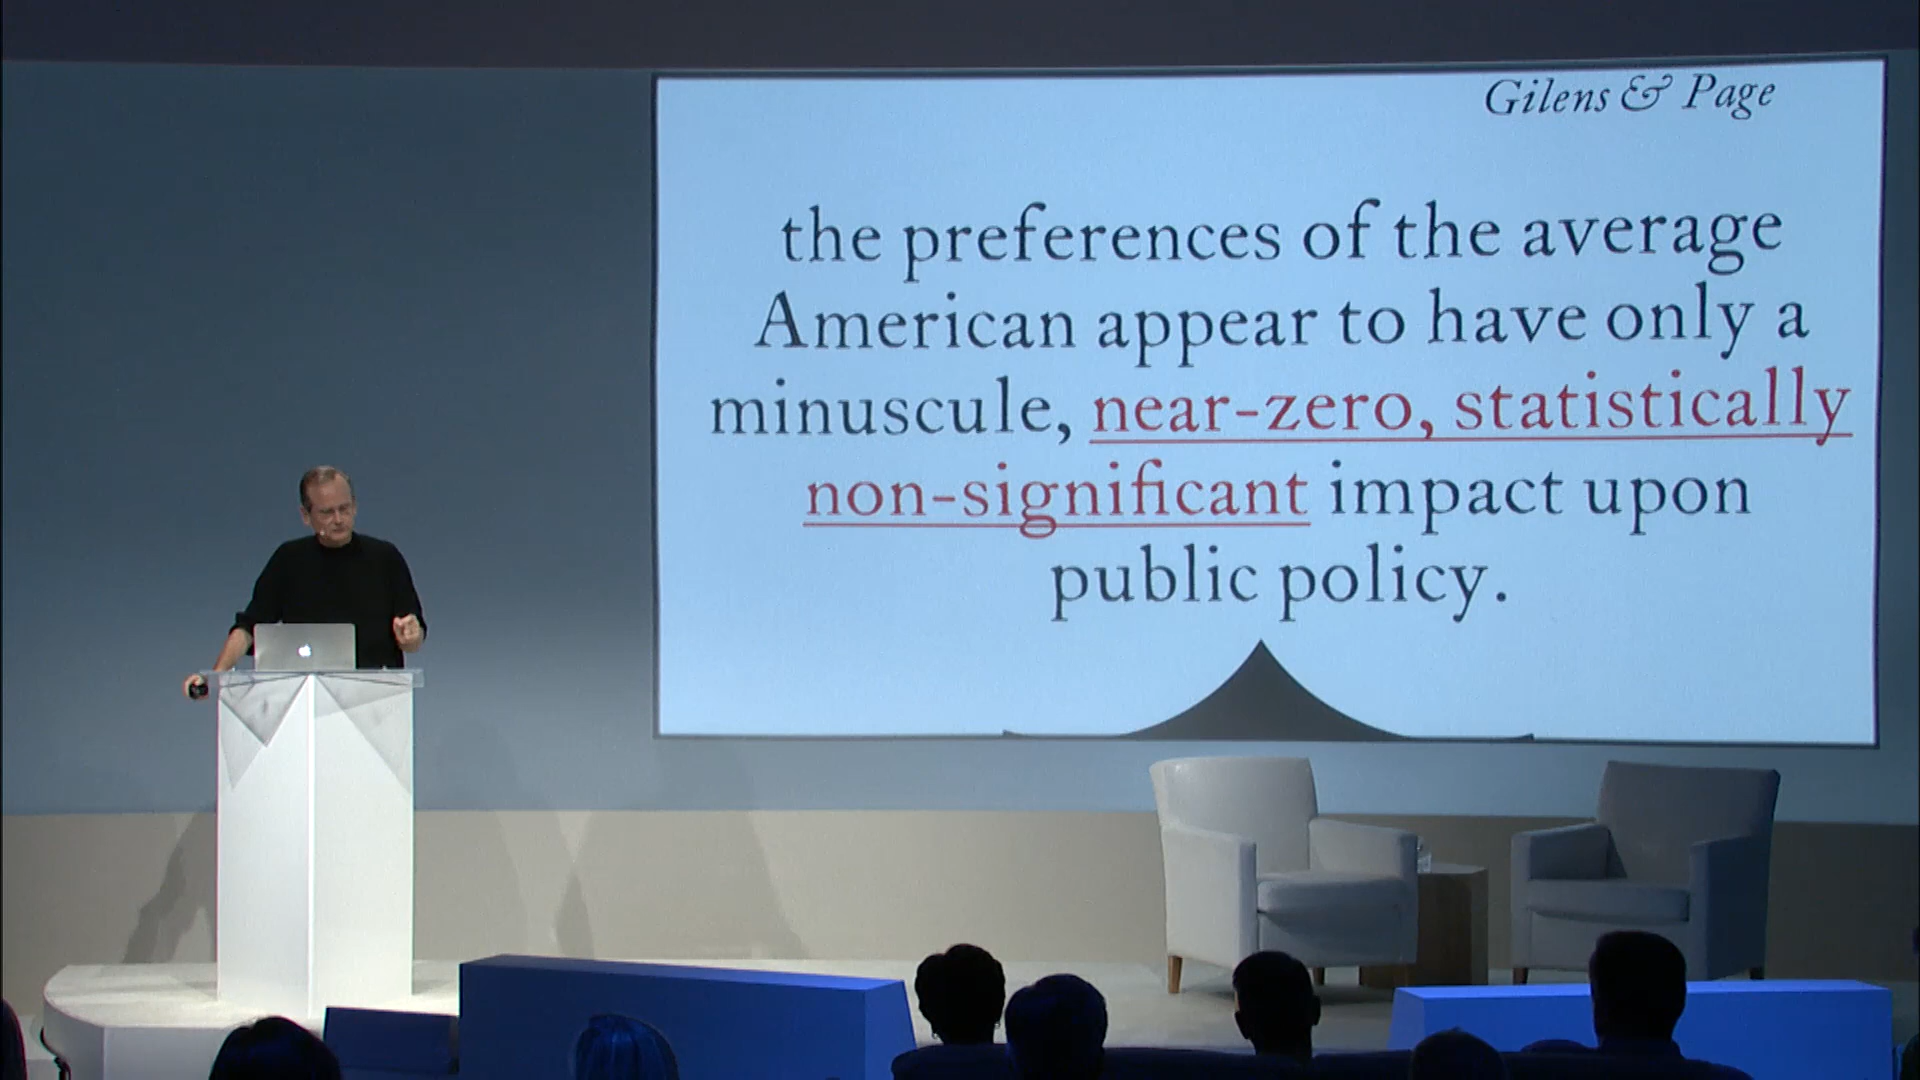 Gilens & Page
the preferences of the average
American appear to have only a
minuscule, near-zero, statistically
non-significant impact upon
public policy.